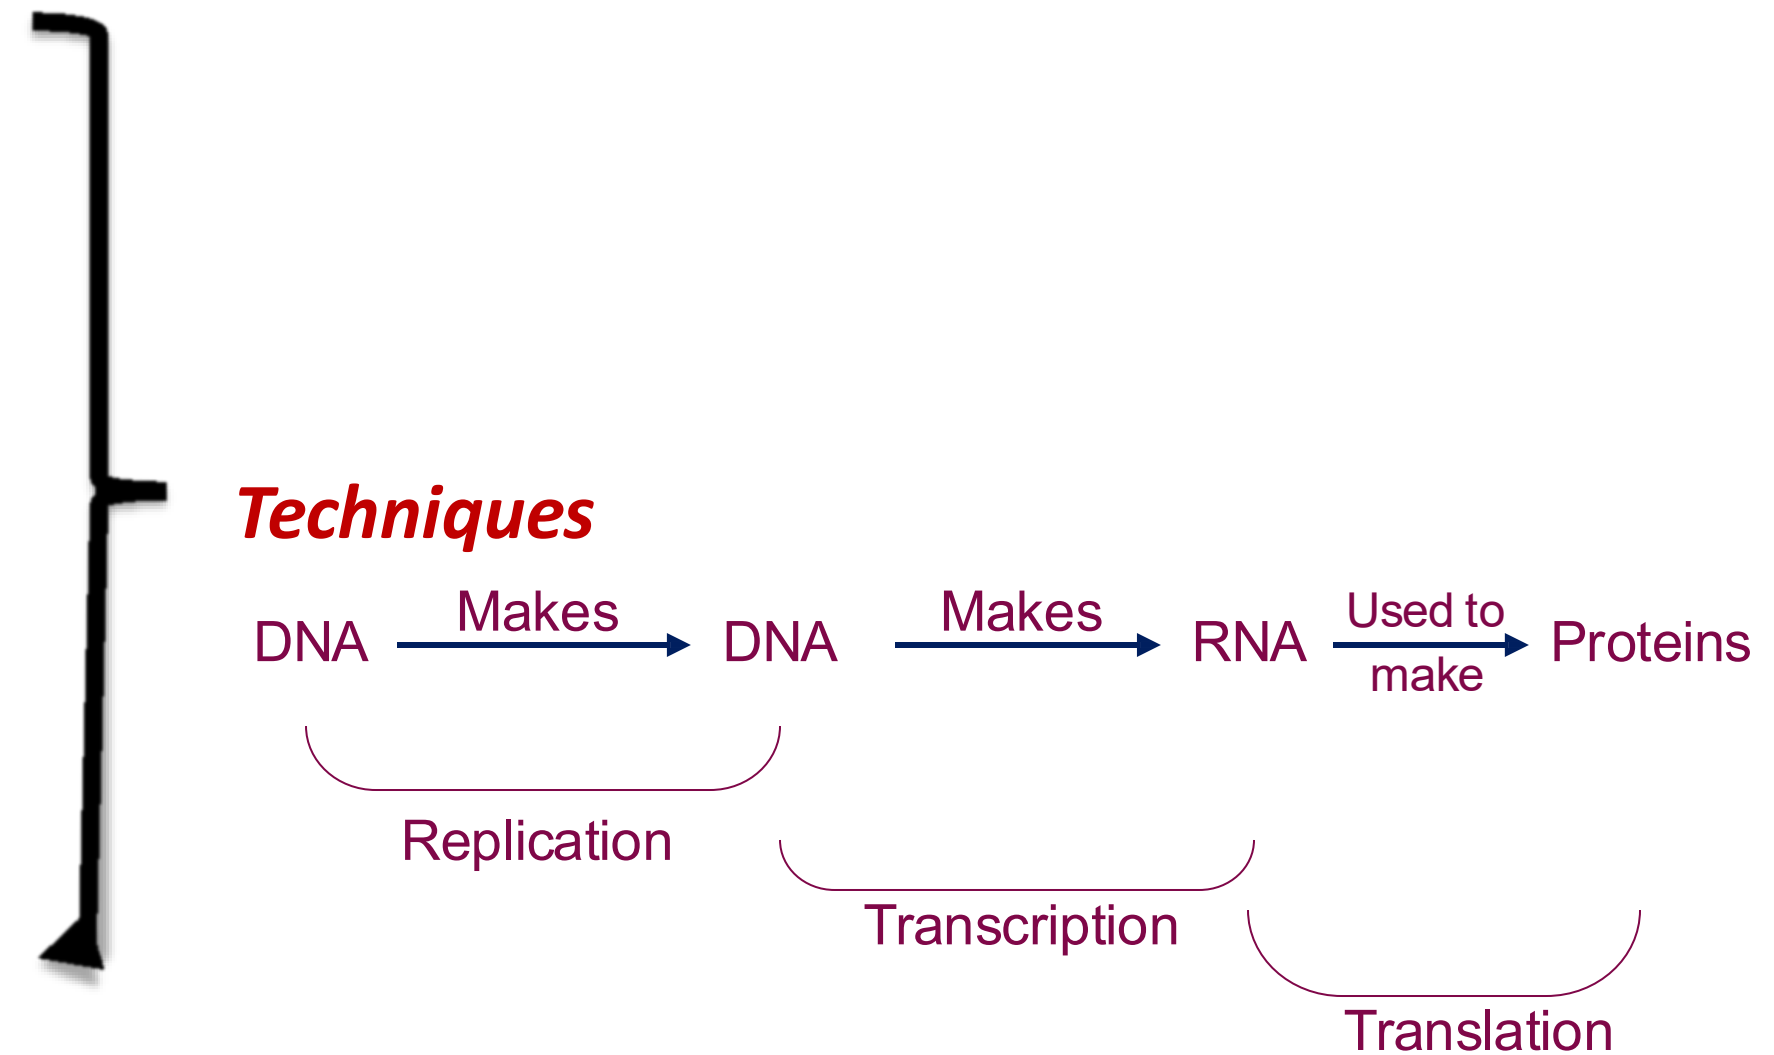 Techniques
DNA Makes DNA Makes RNA Used to make Proteins
Replication
Transcription
Translation